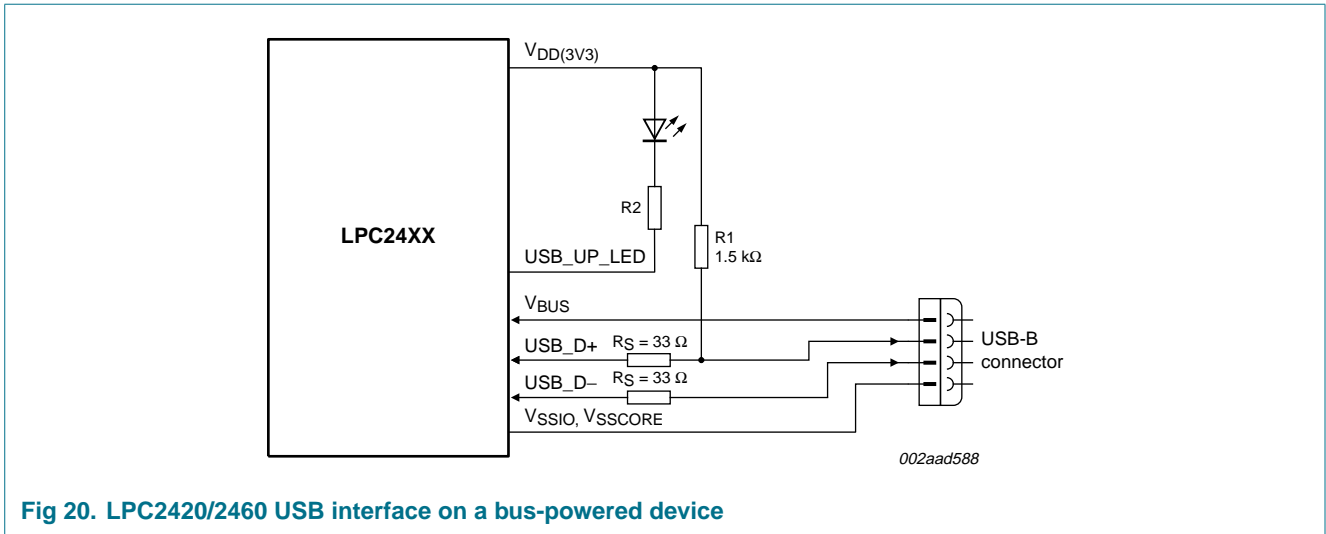 VDD(3V3)
R2
LPC24XX
R1
1.5 kΩ
USB_UP_LED
VBUS
USB_D+ RS = 33 Ω
USB_D− RS = 33 Ω
VSSIO, VSSCORE
USB-B
connector
002aad588
Fig 20. LPC2420/2460 USB interface on a bus-powered device